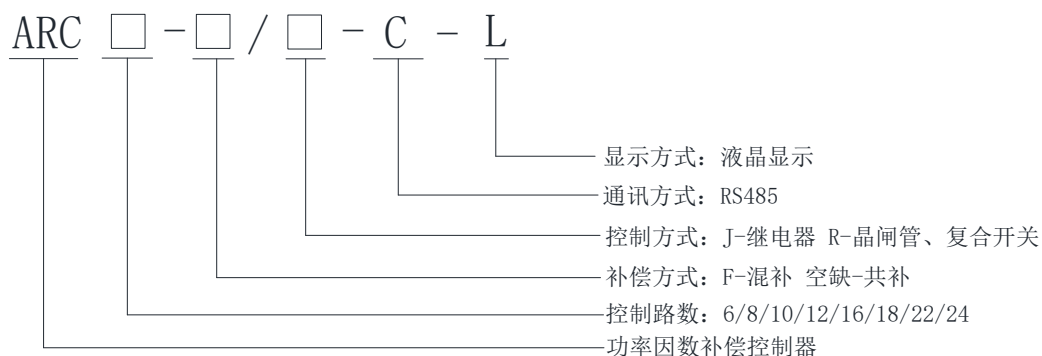 ARC □-□/□-C-L
显示方式：液晶显示
通讯方式：RS485
控制方式：J-继电器 R-晶闸管、复合开关
补偿方式：F-混补 空缺-共补
控制路数：6/8/10/12/16/18/22/24
功率因数补偿控制器